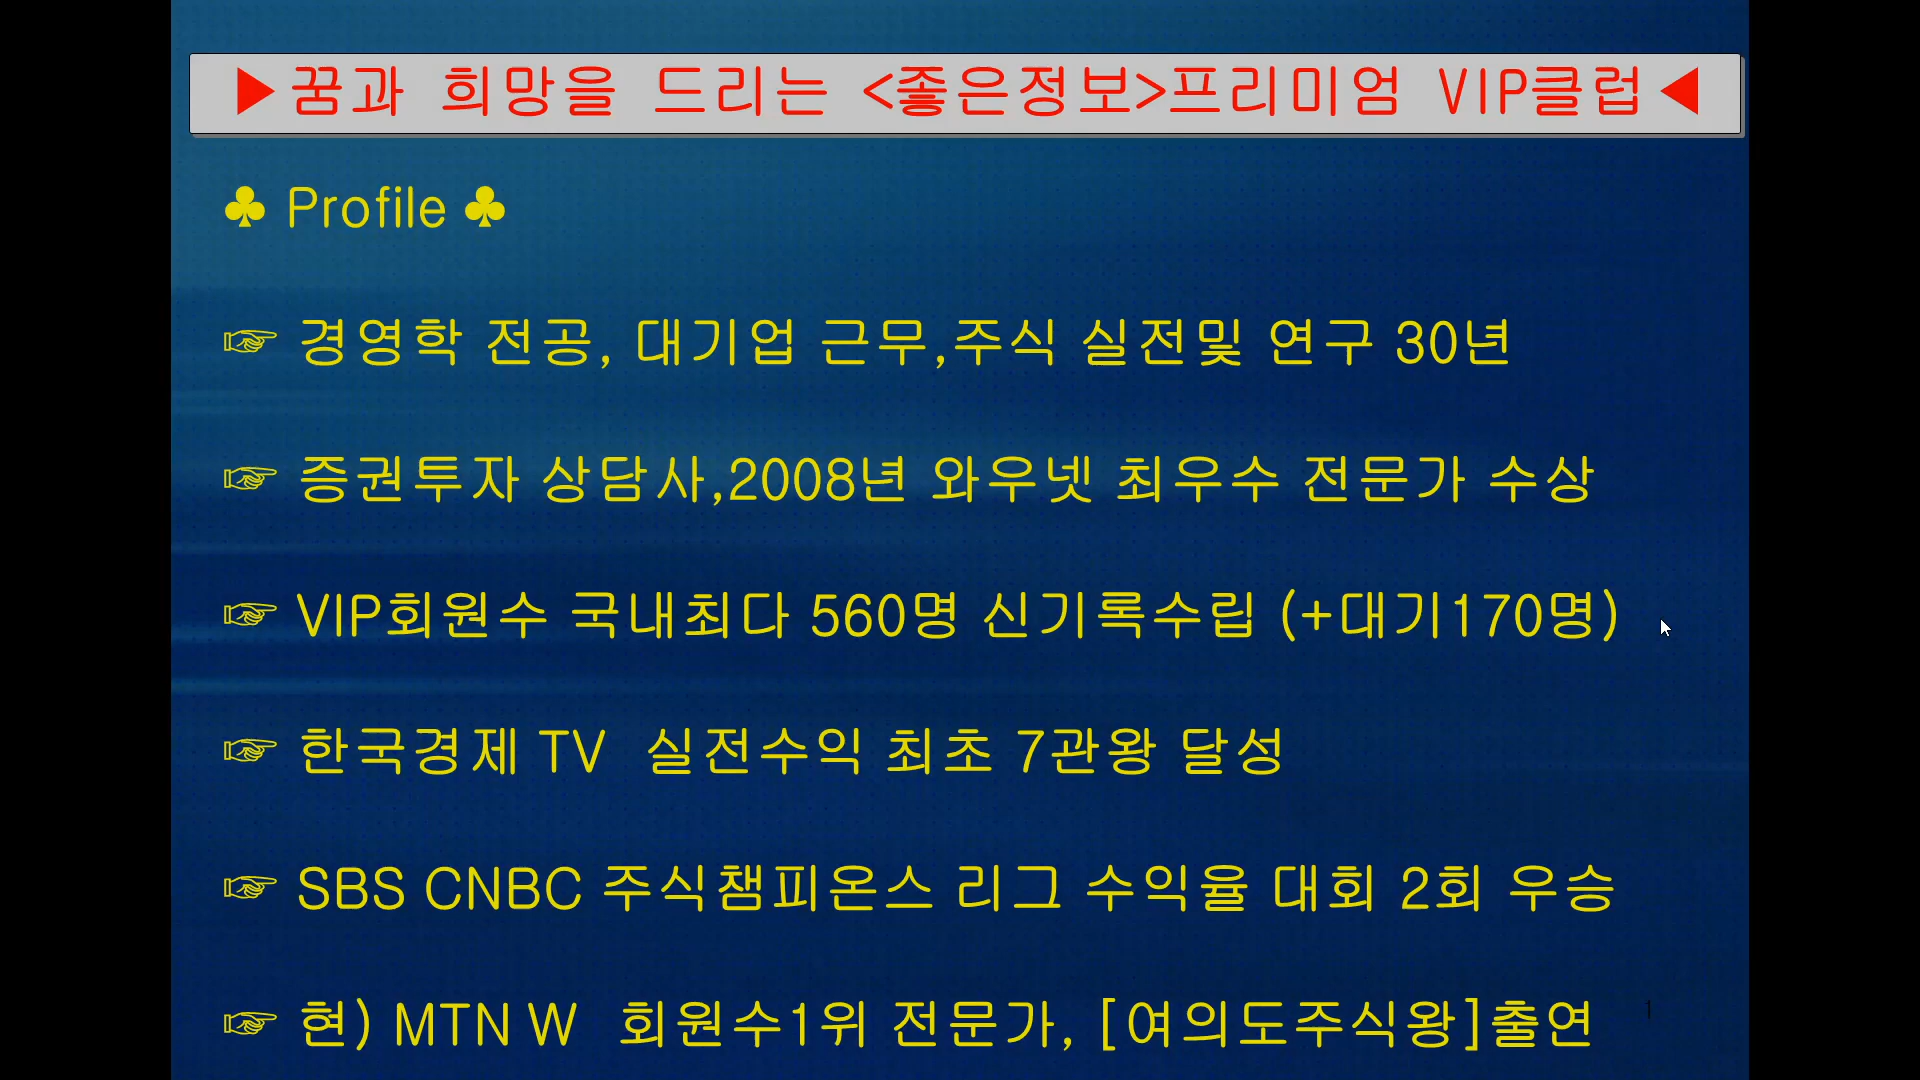 ▶꿈과 희망을 드리는 <좋은정보>프리미엄 VIP클럽◀
♣ Profile ♣
☞ 경영학 전공, 대기업 근무,주식 실전및 연구 30년
☞ 증권투자 상담사,2008년 와우넷 최우수 전문가 수상
☞ VIP회원수 국내최다 560명 신기록수립 (+대기170명)
☞ 한국경제 TV 실전수익 최초 7관왕 달성
☞ SBS CNBC 주식챔피온스 리그 수익율 대회 2회 우승
☞ 현) MTN W 회원수1위 전문가, [여의도주식왕]출연
1